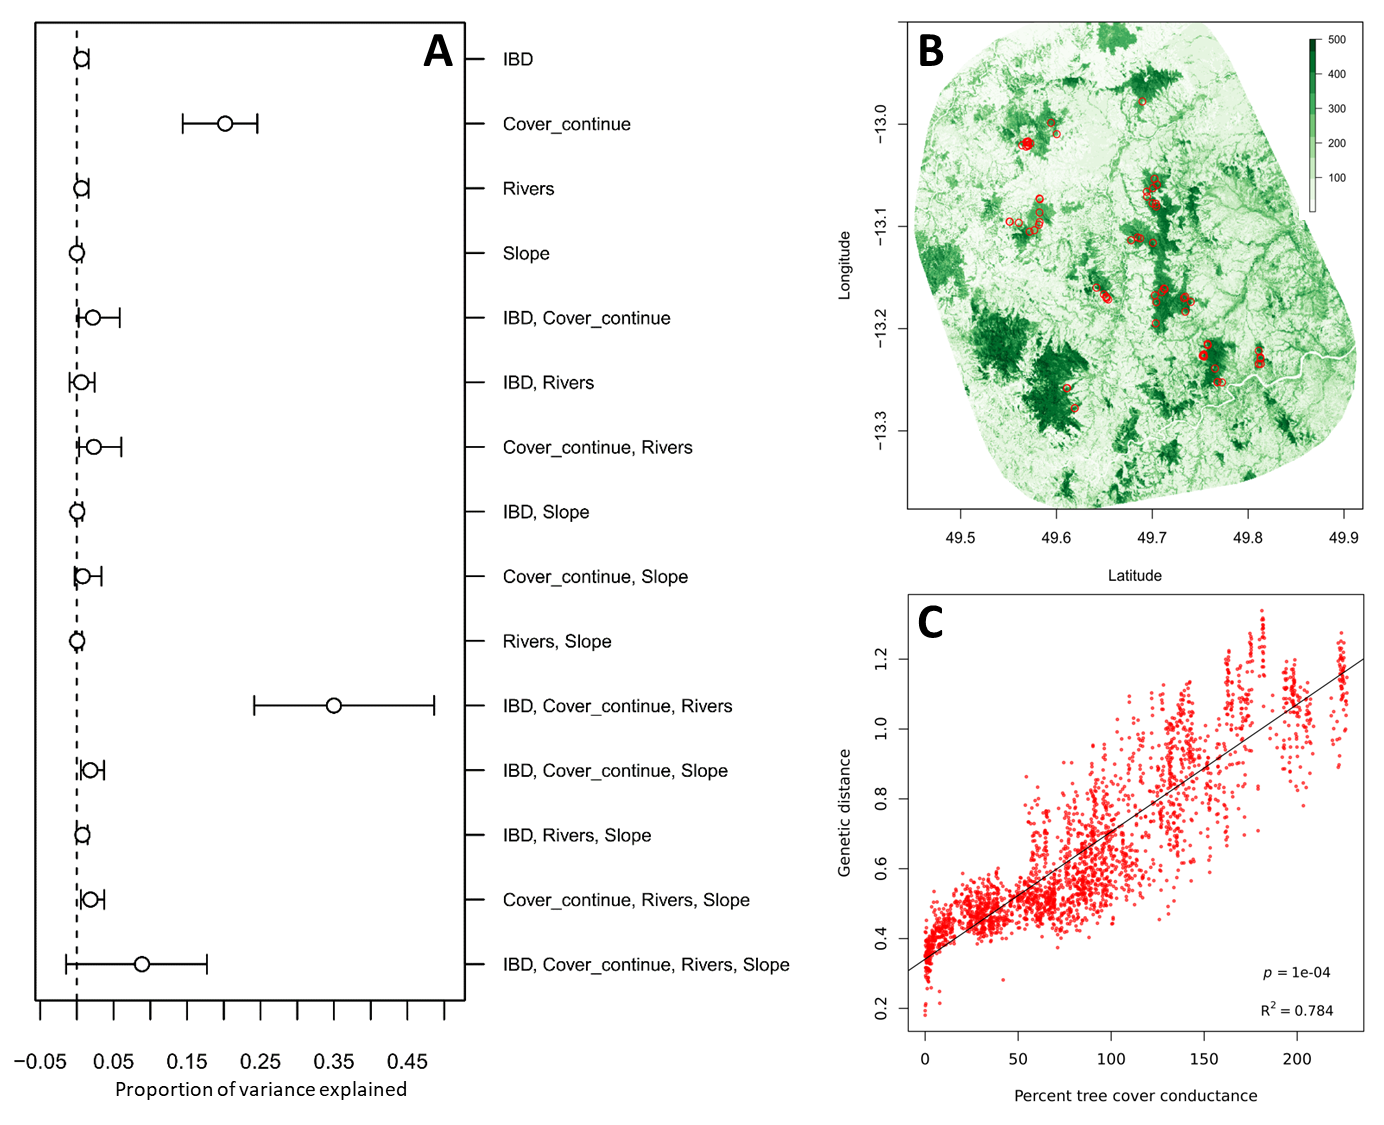 A
IBD
Cover_continue
Rivers
Slope
IBD, Cover_continue
IBD, Rivers
Cover_continue, Rivers
IBD, Slope
Cover_continue, Slope
Rivers, Slope
IBD, Cover_continue, Rivers
IBD, Cover_continue, Slope
IBD, Rivers, Slope
Cover_continue, Rivers, Slope
IBD, Cover_continue, Rivers, Slope
−0.05 0.05 0.15 0.25 0.35 0.45
Proportion of variance explained
B
500
400
300
200
100
−13.0
−13.1
−13.2
−13.3
Longitude
49.5 49.6 49.7 49.8 49.9
Latitude
C
1.2
1.0
0.8
0.6
0.4
0.2
Genetic distance
p = 1e-04
R² = 0.784
0 50 100 150 200
Percent tree cover conductance